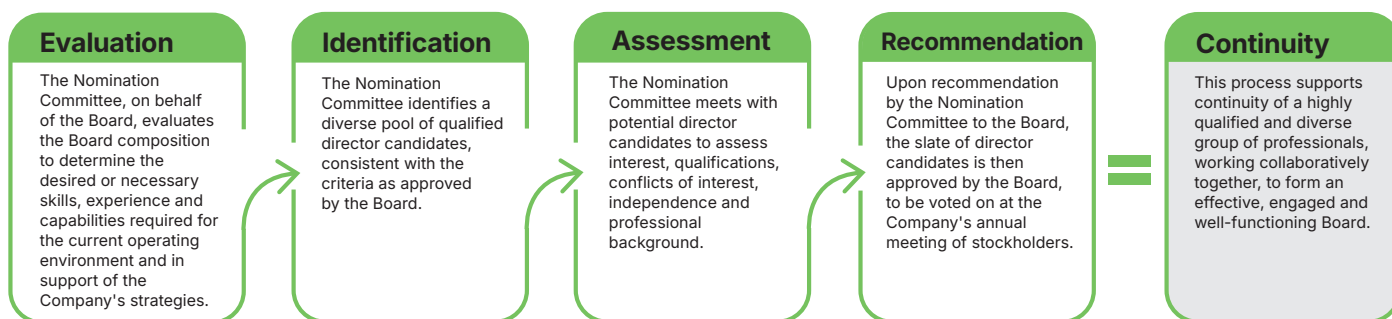 Evaluation
The Nomination
Committee, on behalf
of the Board, evaluates
the Board composition
to determine the
desired or necessary
skills, experience and
capabilities required for
the current operating
environment and in
support of the
Company's strategies.
Identification
The Nomination
Committee identifies a
diverse pool of qualified
director candidates,
consistent with the
criteria as approved
by the Board.
Assessment
The Nomination
Committee meets with
potential director
candidates to assess
interest, qualifications,
conflicts of interest,
independence and
professional
background.
Recommendation
Upon recommendation
by the Nomination
Committee to the Board,
the slate of director
candidates is then
approved by the Board,
to be voted on at the
Company's annual
meeting of stockholders.
Continuity
This process supports
continuity of a highly
qualified and diverse
group of professionals,
working collaboratively
together, to form an
effective, engaged and
well-functioning Board.